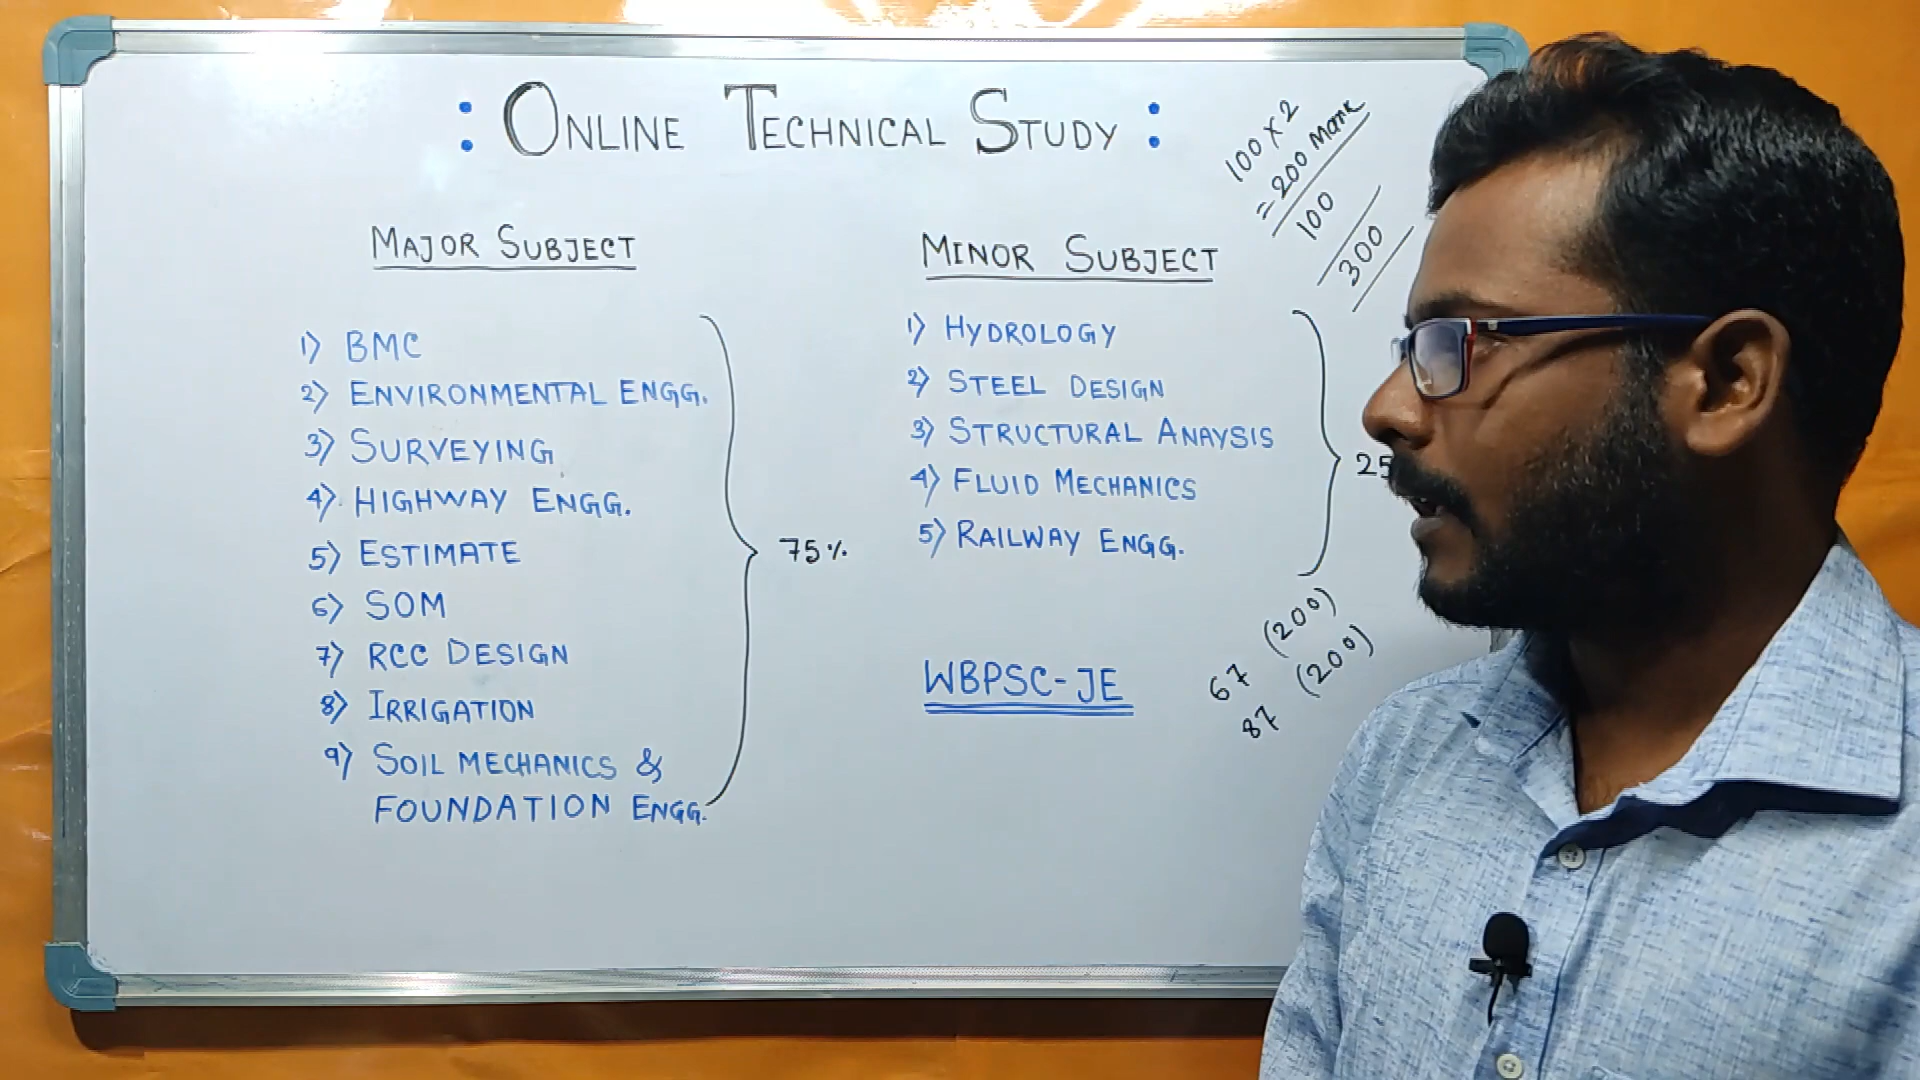 : ONLINE TECHNICAL STUDY :
100 X 2
= 200 Mark
100
300
MAJOR SUBJECT
1) BMC
2) ENVIRONMENTAL ENGG.
3) SURVEYING
4) HIGHWAY ENGG.
5) ESTIMATE
6) SOM
7) RCC DESIGN
8) IRRIGATION
9) SOIL MECHANICS &
FOUNDATION ENGG.
75%
MINOR SUBJECT
1) HYDROLOGY
2) STEEL DESIGN
3) STRUCTURAL ANAYSIS
4) FLUID MECHANICS
5) RAILWAY ENGG.
25
WBPSC-JE
67 (200)
87 (200)